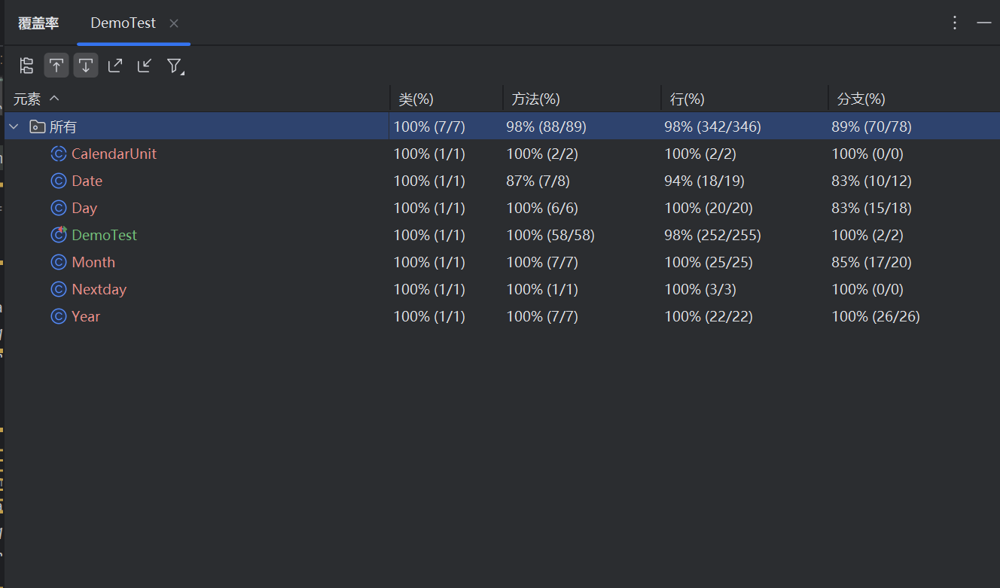 覆盖率 DemoTest
元素 类(%) 方法(%) 行(%) 分支(%)
所有 100% (7/7) 98% (88/89) 98% (342/346) 89% (70/78)
CalendarUnit 100% (1/1) 100% (2/2) 100% (2/2) 100% (0/0)
Date 100% (1/1) 87% (7/8) 94% (18/19) 83% (10/12)
Day 100% (1/1) 100% (6/6) 100% (20/20) 83% (15/18)
DemoTest 100% (1/1) 100% (58/58) 98% (252/255) 100% (2/2)
Month 100% (1/1) 100% (7/7) 100% (25/25) 85% (17/20)
Nextday 100% (1/1) 100% (1/1) 100% (3/3) 100% (0/0)
Year 100% (1/1) 100% (7/7) 100% (22/22) 100% (26/26)